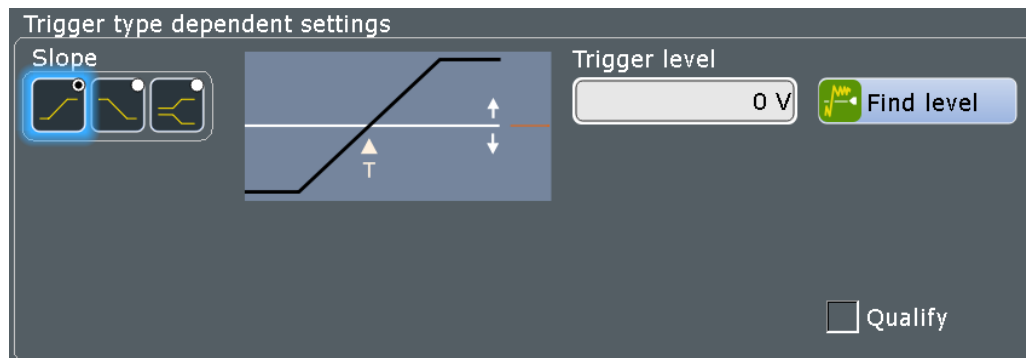 Trigger type dependent settings
Slope
Trigger level
0 V
Find level
T
Qualify